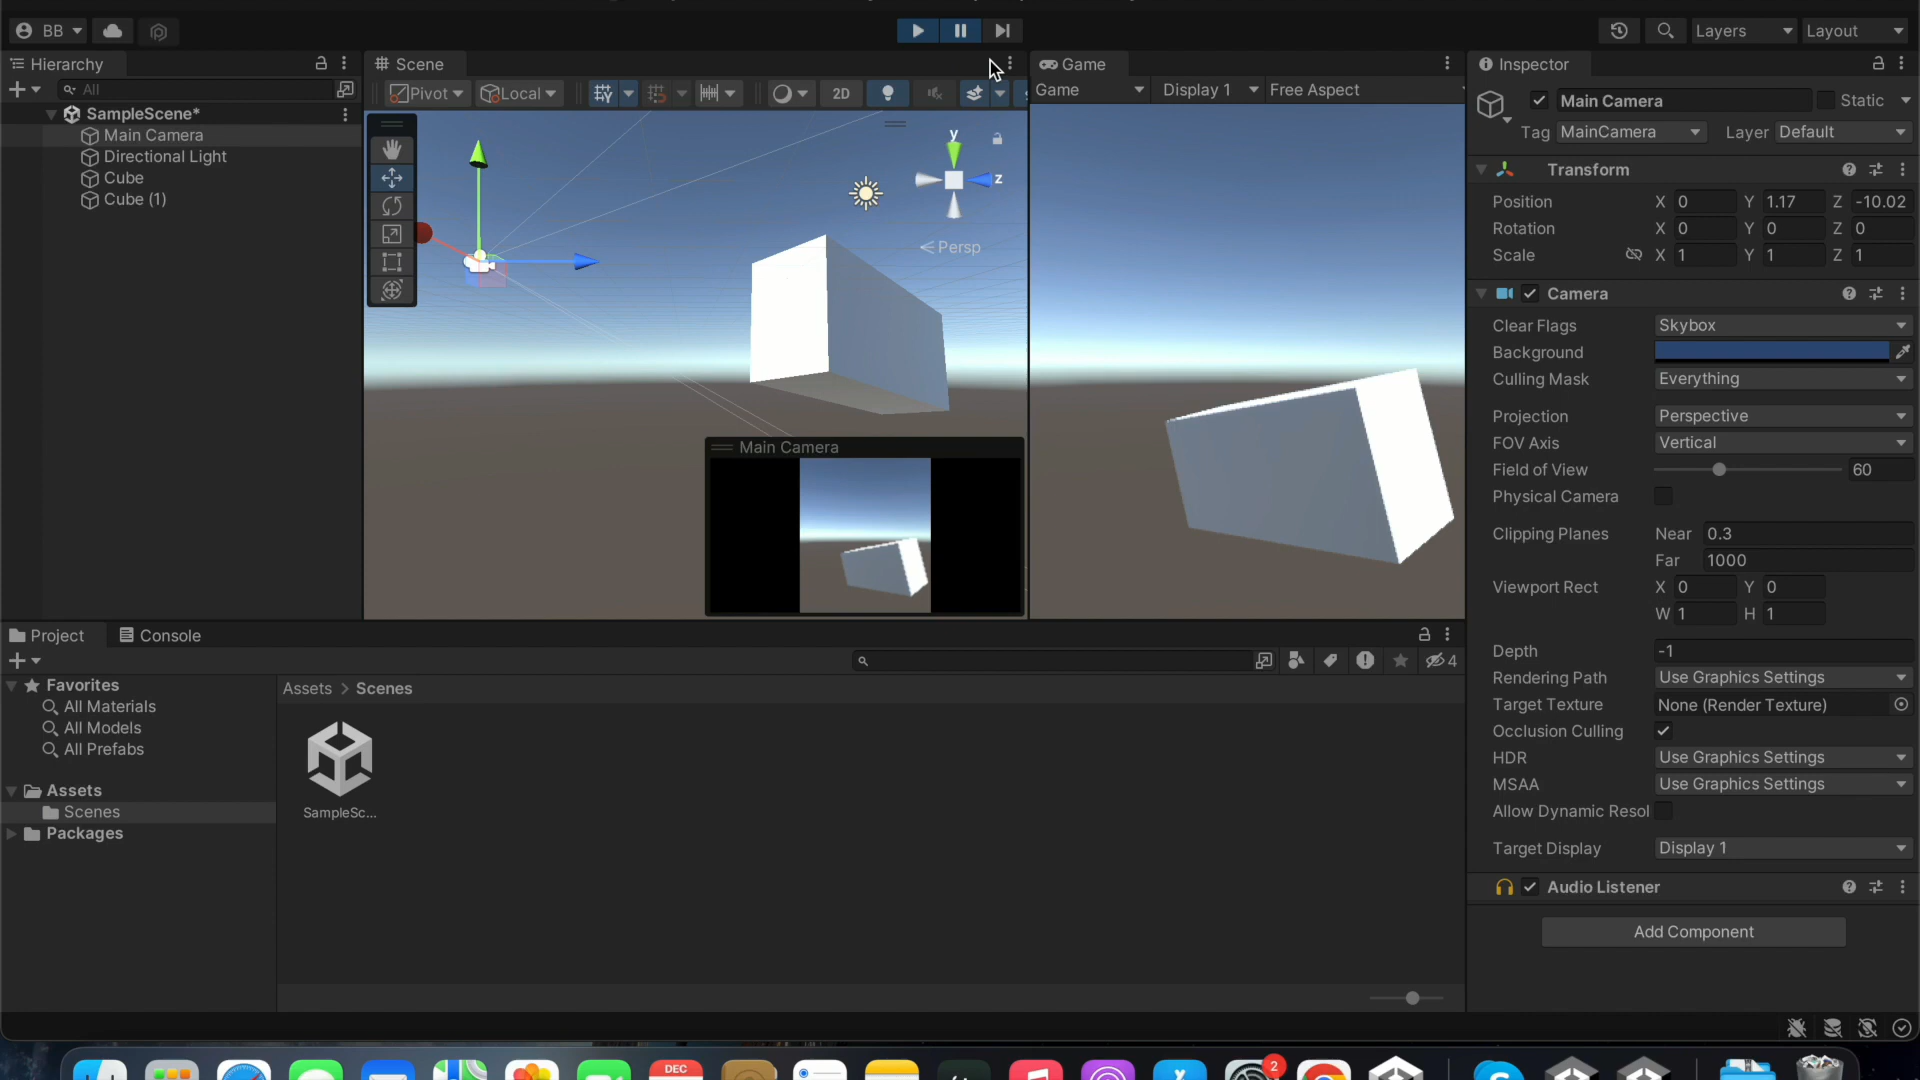 BB
Layers
Layout
Hierarchy
Scene
Game
Inspector
All
Pivot
Local
2D
Game
Display 1
Free Aspect
Main Camera
Static
Tag
MainCamera
Layer
Default
SampleScene*
Main Camera
Directional Light
Cube
Cube (1)
y
z
Persp
Main Camera
Transform
Position X 0 Y 1.17 Z -10.02
Rotation X 0 Y 0 Z 0
Scale X 1 Y 1 Z 1
Camera
Clear Flags Skybox
Background
Culling Mask Everything
Projection Perspective
FOV Axis Vertical
Field of View 60
Physical Camera
Clipping Planes Near 0.3
Far 1000
Viewport Rect X 0 Y 0
W 1 H 1
Depth -1
Rendering Path Use Graphics Settings
Target Texture None (Render Texture)
Occlusion Culling
HDR Use Graphics Settings
MSAA Use Graphics Settings
Allow Dynamic Resol
Target Display Display 1
Audio Listener
Add Component
Project
Console
4
Favorites
All Materials
All Models
All Prefabs
Assets
Scenes
Packages
Assets > Scenes
SampleSc...
DEC
2